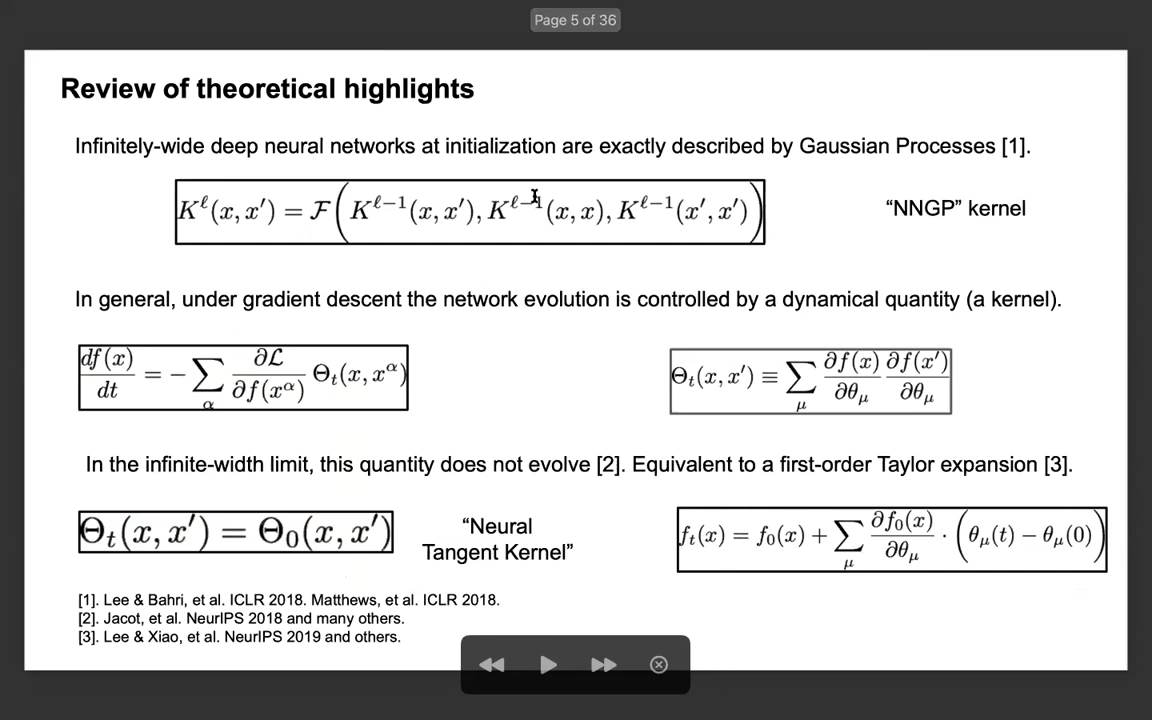 Page 5 of 36
Review of theoretical highlights
Infinitely-wide deep neural networks at initialization are exactly described by Gaussian Processes [1].
K^ℓ(x, x′) = ℱ(K^{ℓ−1}(x, x′), K^{ℓ−1}(x, x), K^{ℓ−1}(x′, x′))
“NNGP” kernel
In general, under gradient descent the network evolution is controlled by a dynamical quantity (a kernel).
df(x)/dt = −∑_α ∂ℒ/∂f(x^α) Θ_t(x, x^α)
Θ_t(x, x′) ≡ ∑_μ ∂f(x)/∂θ_μ ∂f(x′)/∂θ_μ
In the infinite-width limit, this quantity does not evolve [2]. Equivalent to a first-order Taylor expansion [3].
Θ_t(x, x′) = Θ_0(x, x′)
“Neural
Tangent Kernel”
f_t(x) = f_0(x) + ∑_μ ∂f_0(x)/∂θ_μ · (θ_μ(t) − θ_μ(0))
[1]. Lee & Bahri, et al. ICLR 2018. Matthews, et al. ICLR 2018.
[2]. Jacot, et al. NeurIPS 2018 and many others.
[3]. Lee & Xiao, et al. NeurIPS 2019 and others.